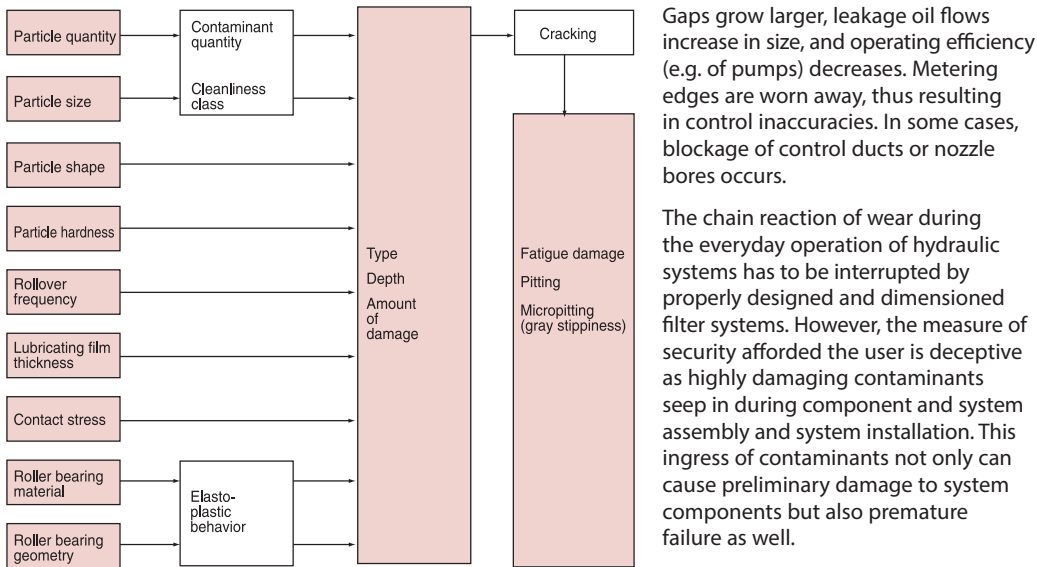 Particle quantity
Particle size
Particle shape
Particle hardness
Rollover
frequency
Lubricating film
thickness
Contact stress
Roller bearing
material
Roller bearing
geometry
Contaminant
quantity
Cleanliness
class
Elasto-
plastic
behavior
Type
Depth
Amount
of
damage
Cracking
Fatigue damage
Pitting
Micropitting
(gray stippiness)
Gaps grow larger, leakage oil flows
increase in size, and operating efficiency
(e.g. of pumps) decreases. Metering
edges are worn away, thus resulting
in control inaccuracies. In some cases,
blockage of control ducts or nozzle
bores occurs.
The chain reaction of wear during
the everyday operation of hydraulic
systems has to be interrupted by
properly designed and dimensioned
filter systems. However, the measure of
security afforded the user is deceptive
as highly damaging contaminants
seep in during component and system
assembly and system installation. This
ingress of contaminants not only can
cause preliminary damage to system
components but also premature
failure as well.